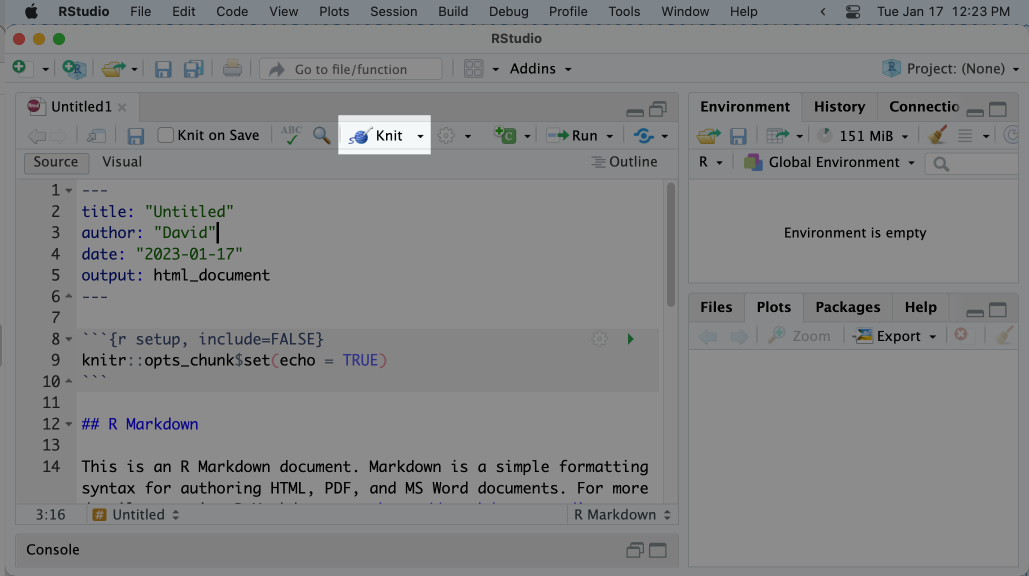 RStudio File Edit Code View Plots Session Build Debug Profile Tools Window Help Tue Jan 17 12:23 PM
RStudio
Go to file/function Addins Project: (None)
Untitled1
Knit on Save ABC Knit Run
Source Visual Outline
1 ---
2 title: "Untitled"
3 author: "David"
4 date: "2023-01-17"
5 output: html_document
6 ---
7
8 ```{r setup, include=FALSE}
9 knitr::opts_chunk$set(echo = TRUE)
10 ```
11
12 ## R Markdown
13
14 This is an R Markdown document. Markdown is a simple formatting
syntax for authoring HTML, PDF, and MS Word documents. For more
3:16 Untitled R Markdown
Console
Environment History Connectio
151 MiB
R Global Environment
Environment is empty
Files Plots Packages Help
Zoom Export